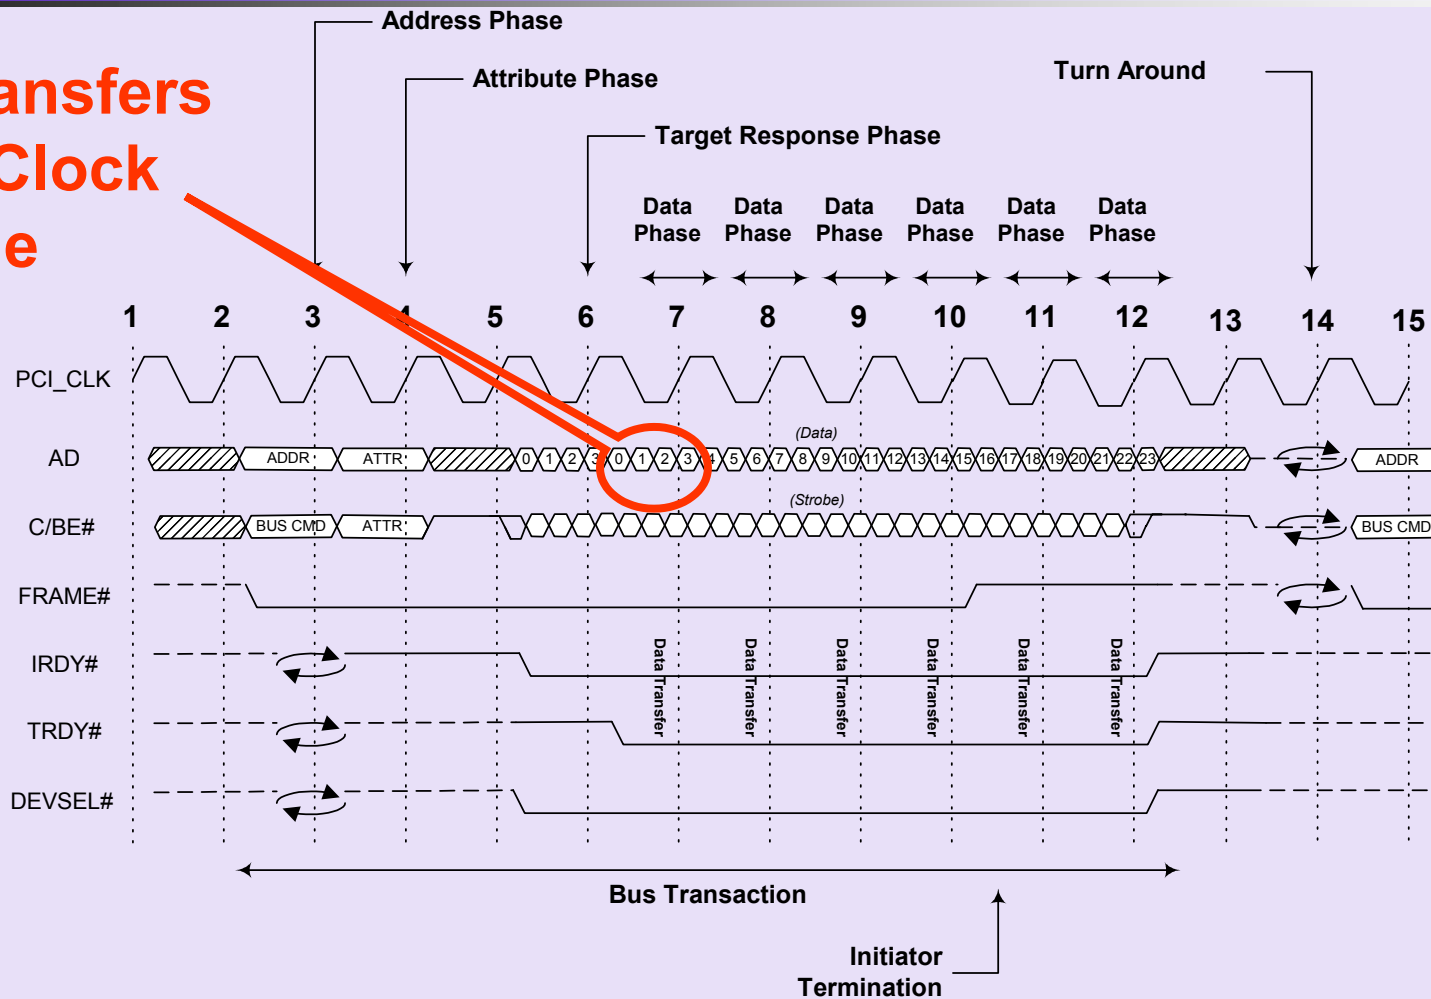 Address Phase
ansfers
Attribute Phase
Turn Around
Clock
Target Response Phase
e
Data Phase
Data Phase
Data Phase
Data Phase
Data Phase
Data Phase
1 2 3 4 5 6 7 8 9 10 11 12 13 14 15
PCI_CLK
(Data)
AD
ADDR ATTR 0 1 2 3 0 1 2 3 4 5 6 7 8 9 10 11 12 13 14 15 16 17 18 19 20 21 22 23 ADDR
(Strobe)
C/BE#
BUS CMD ATTR BUS CMD
FRAME#
IRDY#
Data Transfer
Data Transfer
Data Transfer
Data Transfer
Data Transfer
Data Transfer
TRDY#
DEVSEL#
Bus Transaction
Initiator
Termination